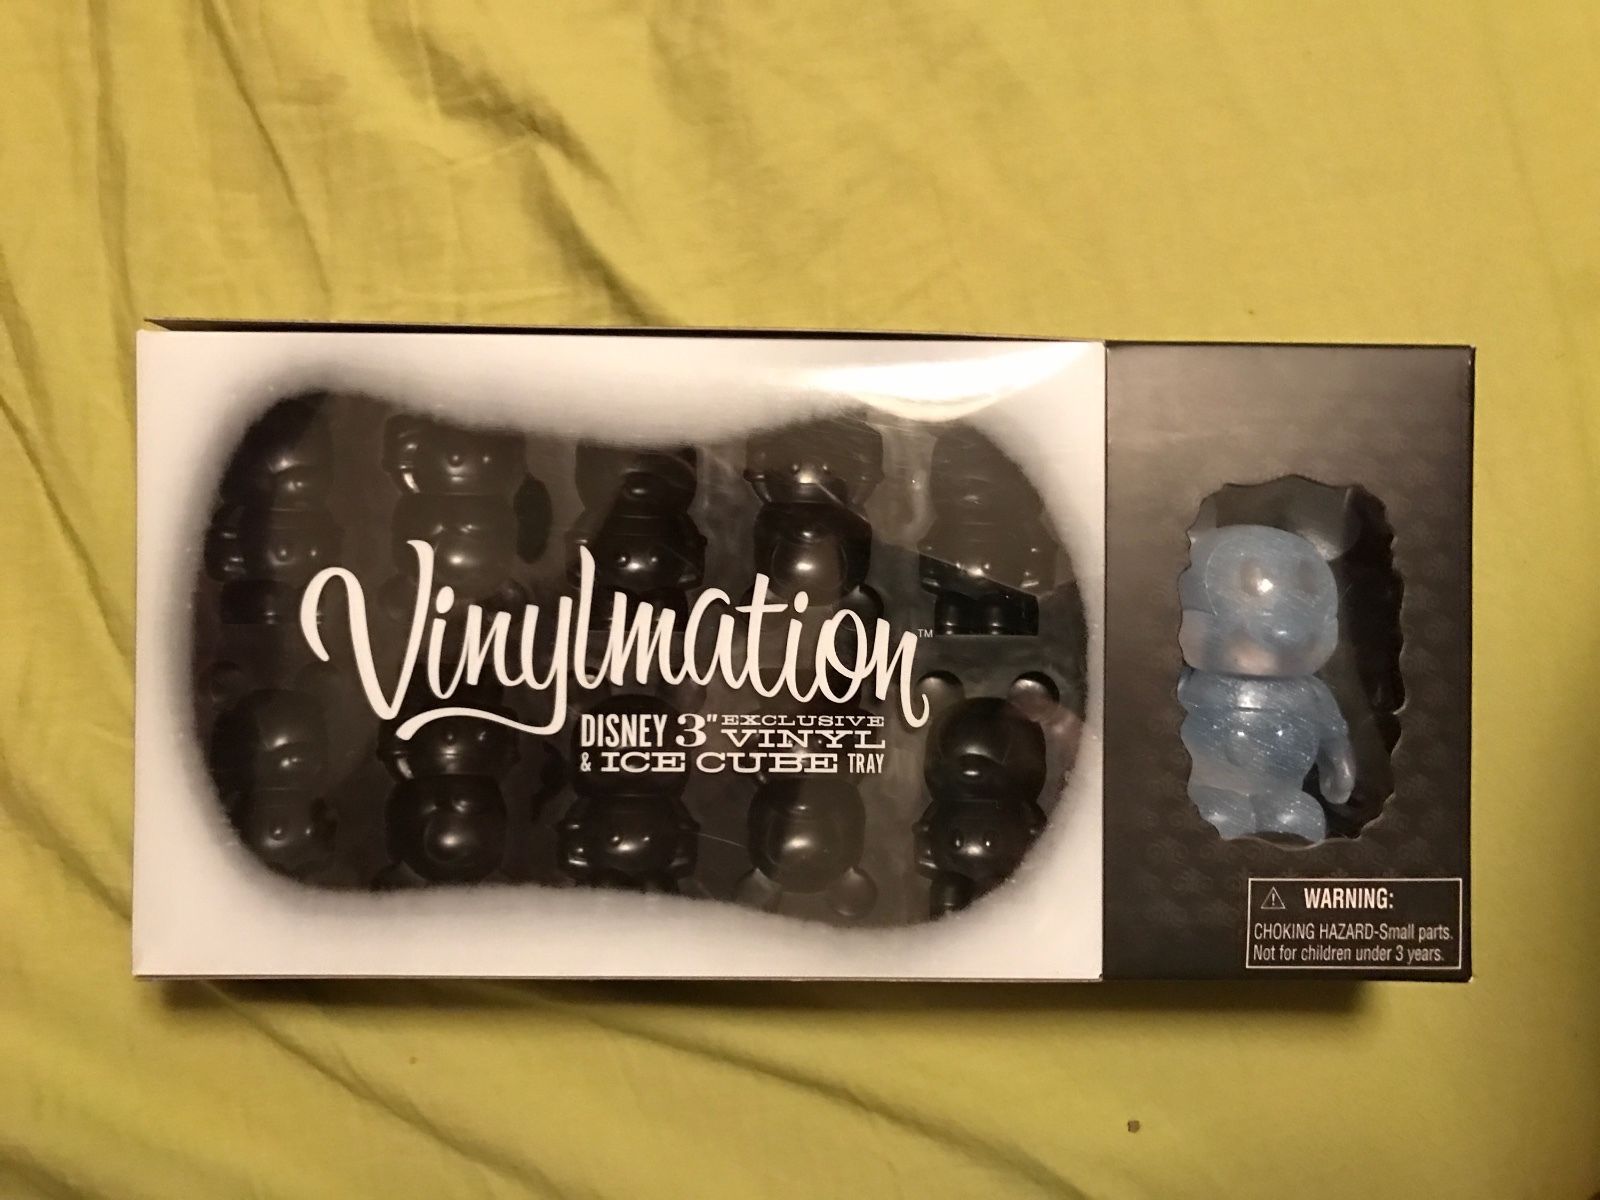 Vinylmation™
DISNEY 3" EXCLUSIVE VINYL
& ICE CUBE TRAY
⚠ WARNING:
CHOKING HAZARD-Small parts.
Not for children under 3 years.